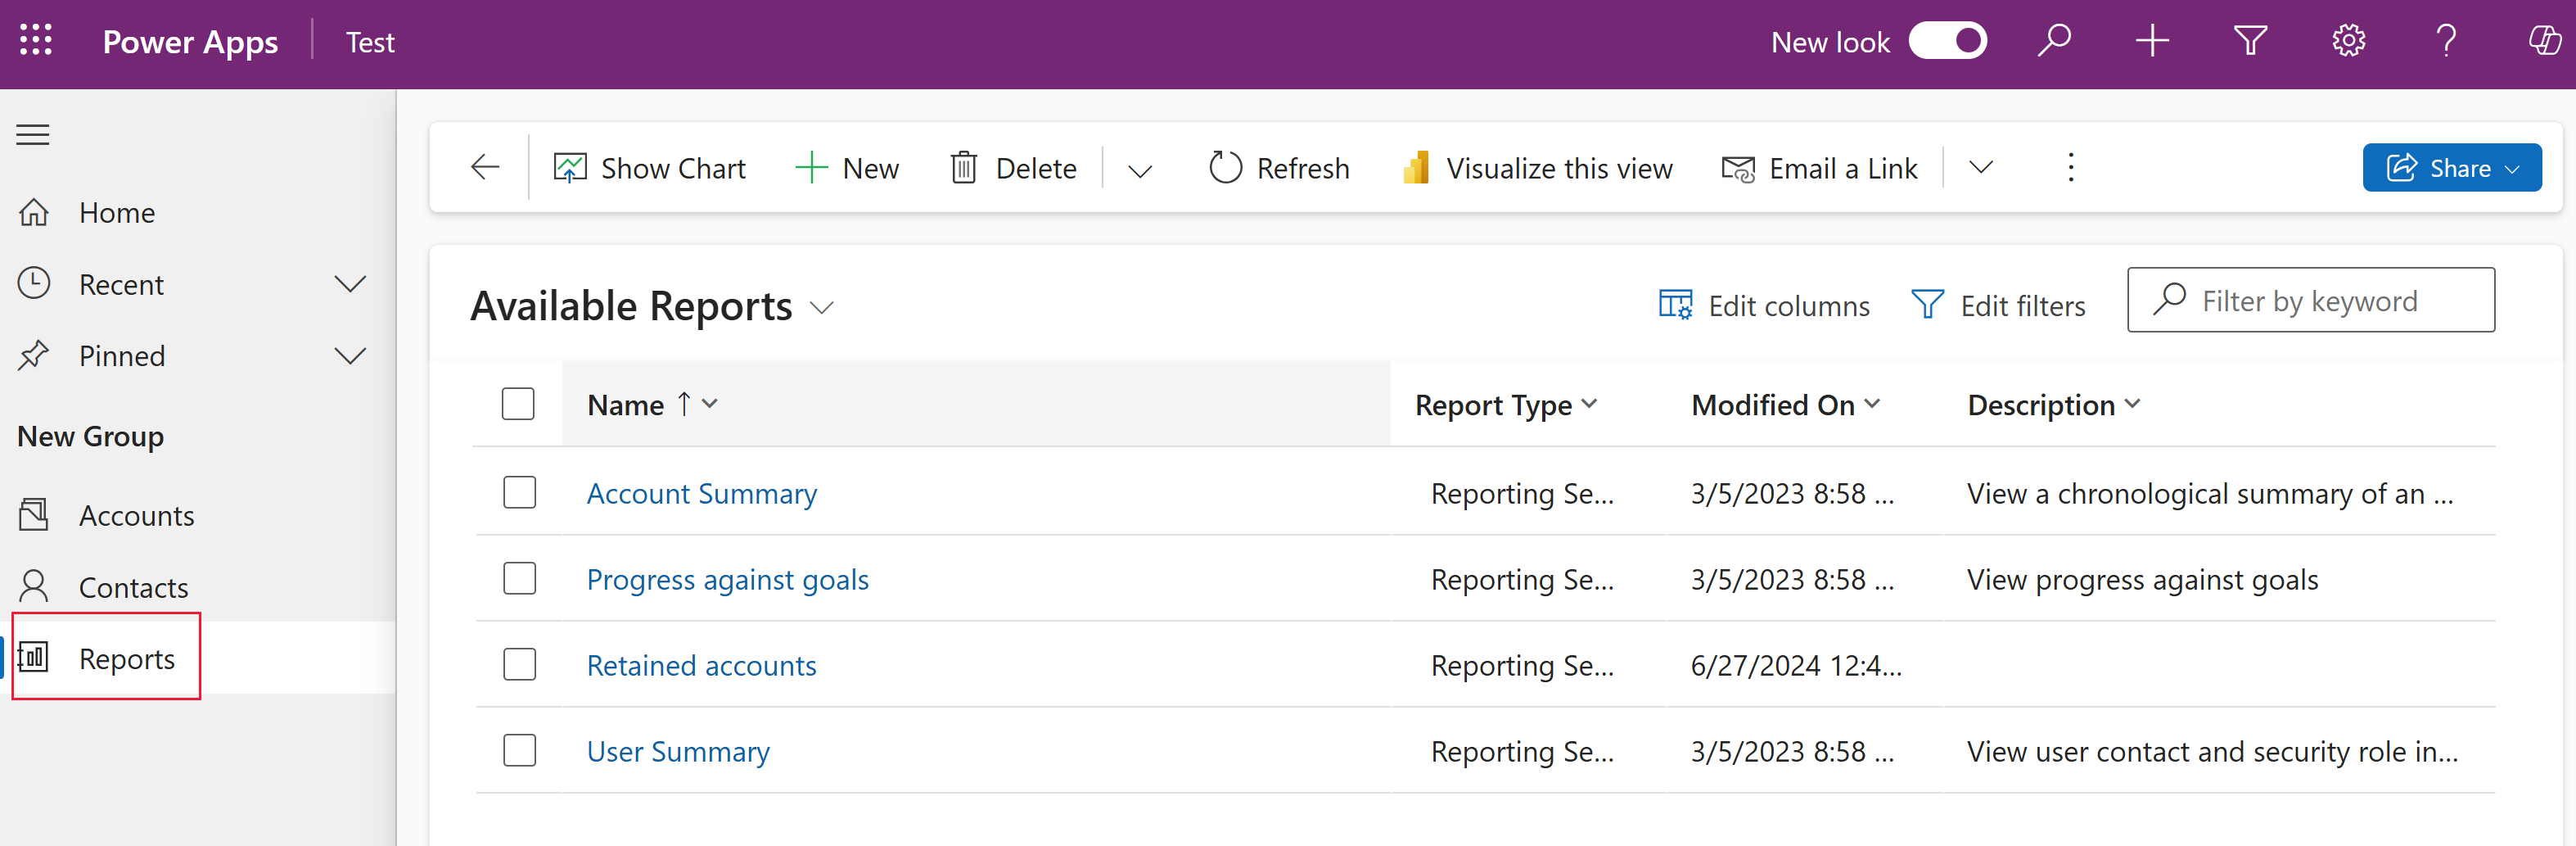 Power Apps Test New look
Show Chart New Delete Refresh Visualize this view Email a Link Share
Home
Recent
Pinned
New Group
Accounts
Contacts
Reports
Available Reports Edit columns Edit filters Filter by keyword
Name Report Type Modified On Description
Account Summary Reporting Se... 3/5/2023 8:58 ... View a chronological summary of an ...
Progress against goals Reporting Se... 3/5/2023 8:58 ... View progress against goals
Retained accounts Reporting Se... 6/27/2024 12:4...
User Summary Reporting Se... 3/5/2023 8:58 ... View user contact and security role in...